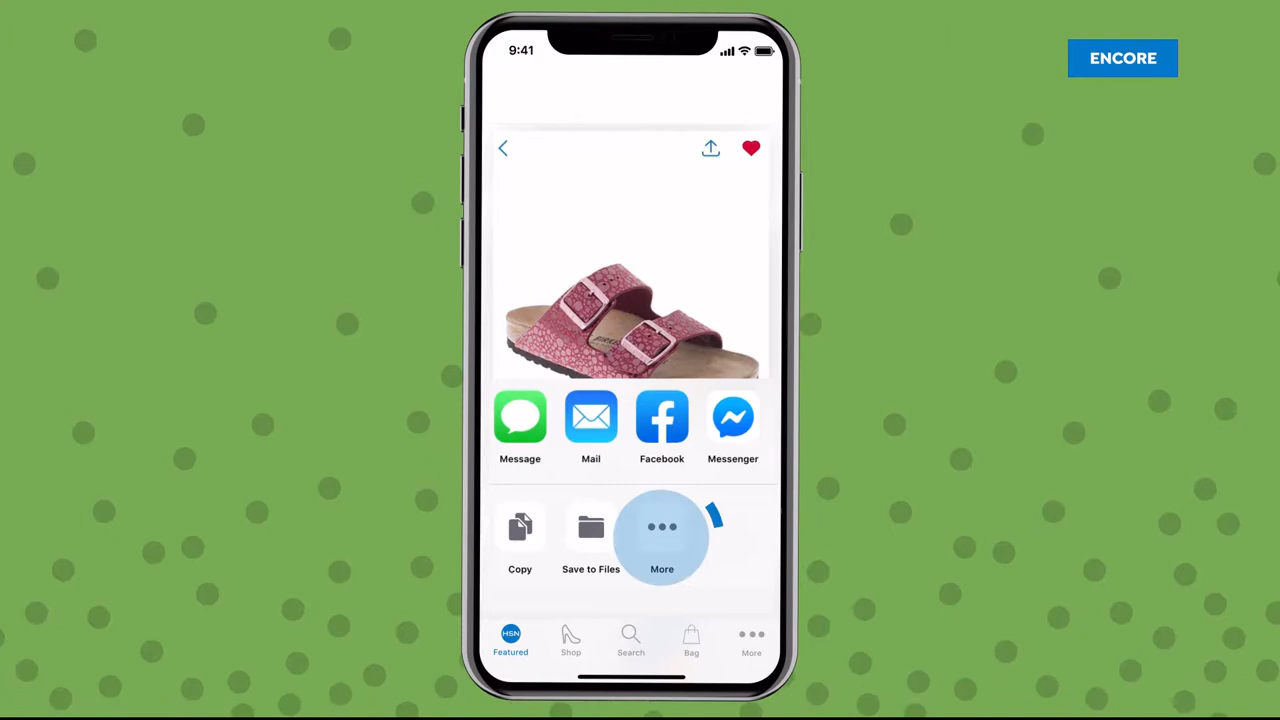 9:41
ENCORE
Message Mail Facebook Messenger
Copy Save to Files More
HSN
Featured Shop Search Bag More